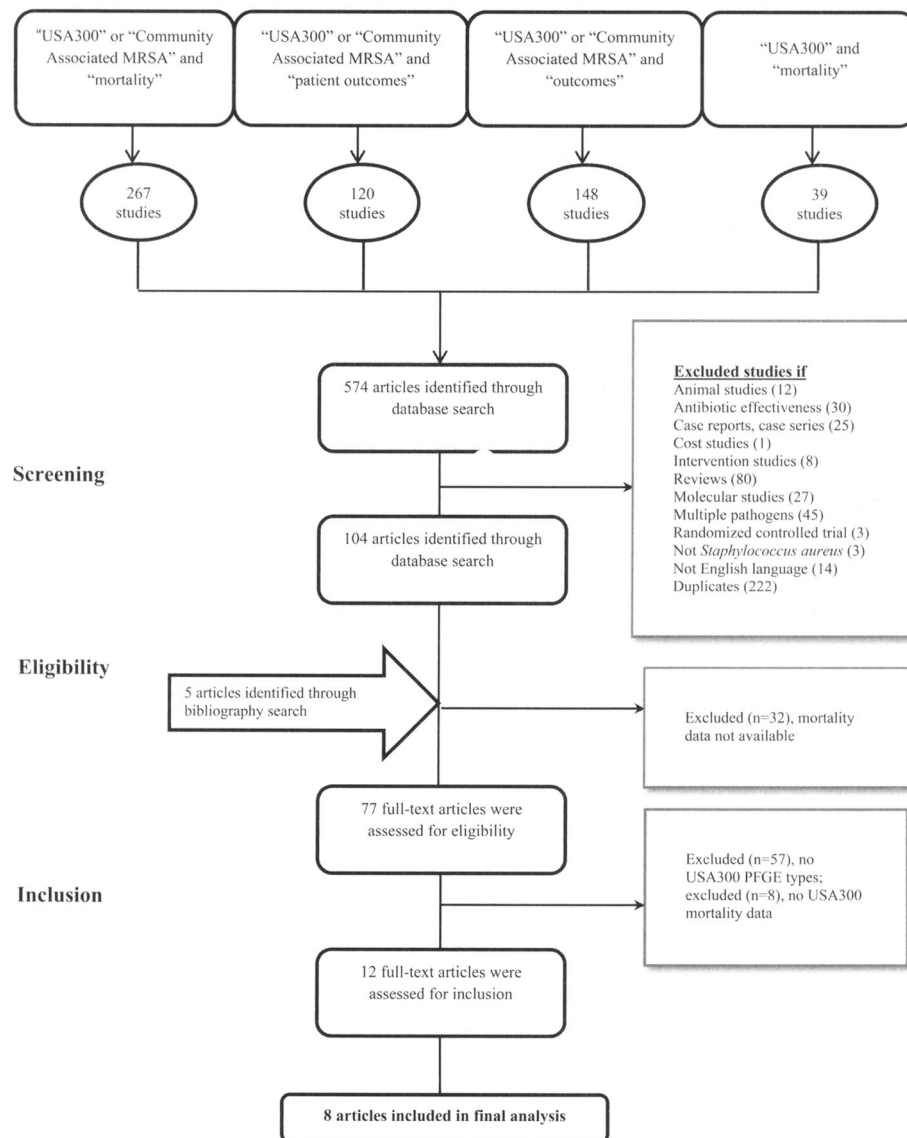 “USA300” or “Community
Associated MRSA” and
“mortality”
“USA300” or “Community
Associated MRSA” and
“patient outcomes”
“USA300” or “Community
Associated MRSA” and
“outcomes”
“USA300” and
“mortality”
267
studies
120
studies
148
studies
39
studies
574 articles identified through
database search
Excluded studies if
Animal studies (12)
Antibiotic effectiveness (30)
Case reports, case series (25)
Cost studies (1)
Intervention studies (8)
Reviews (80)
Molecular studies (27)
Multiple pathogens (45)
Randomized controlled trial (3)
Not Staphylococcus aureus (3)
Not English language (14)
Duplicates (222)
Screening
104 articles identified through
database search
Eligibility
5 articles identified through
bibliography search
Excluded (n=32), mortality
data not available
77 full-text articles were
assessed for eligibility
Excluded (n=57), no
USA300 PFGE types;
excluded (n=8), no USA300
mortality data
Inclusion
12 full-text articles were
assessed for inclusion
8 articles included in final analysis